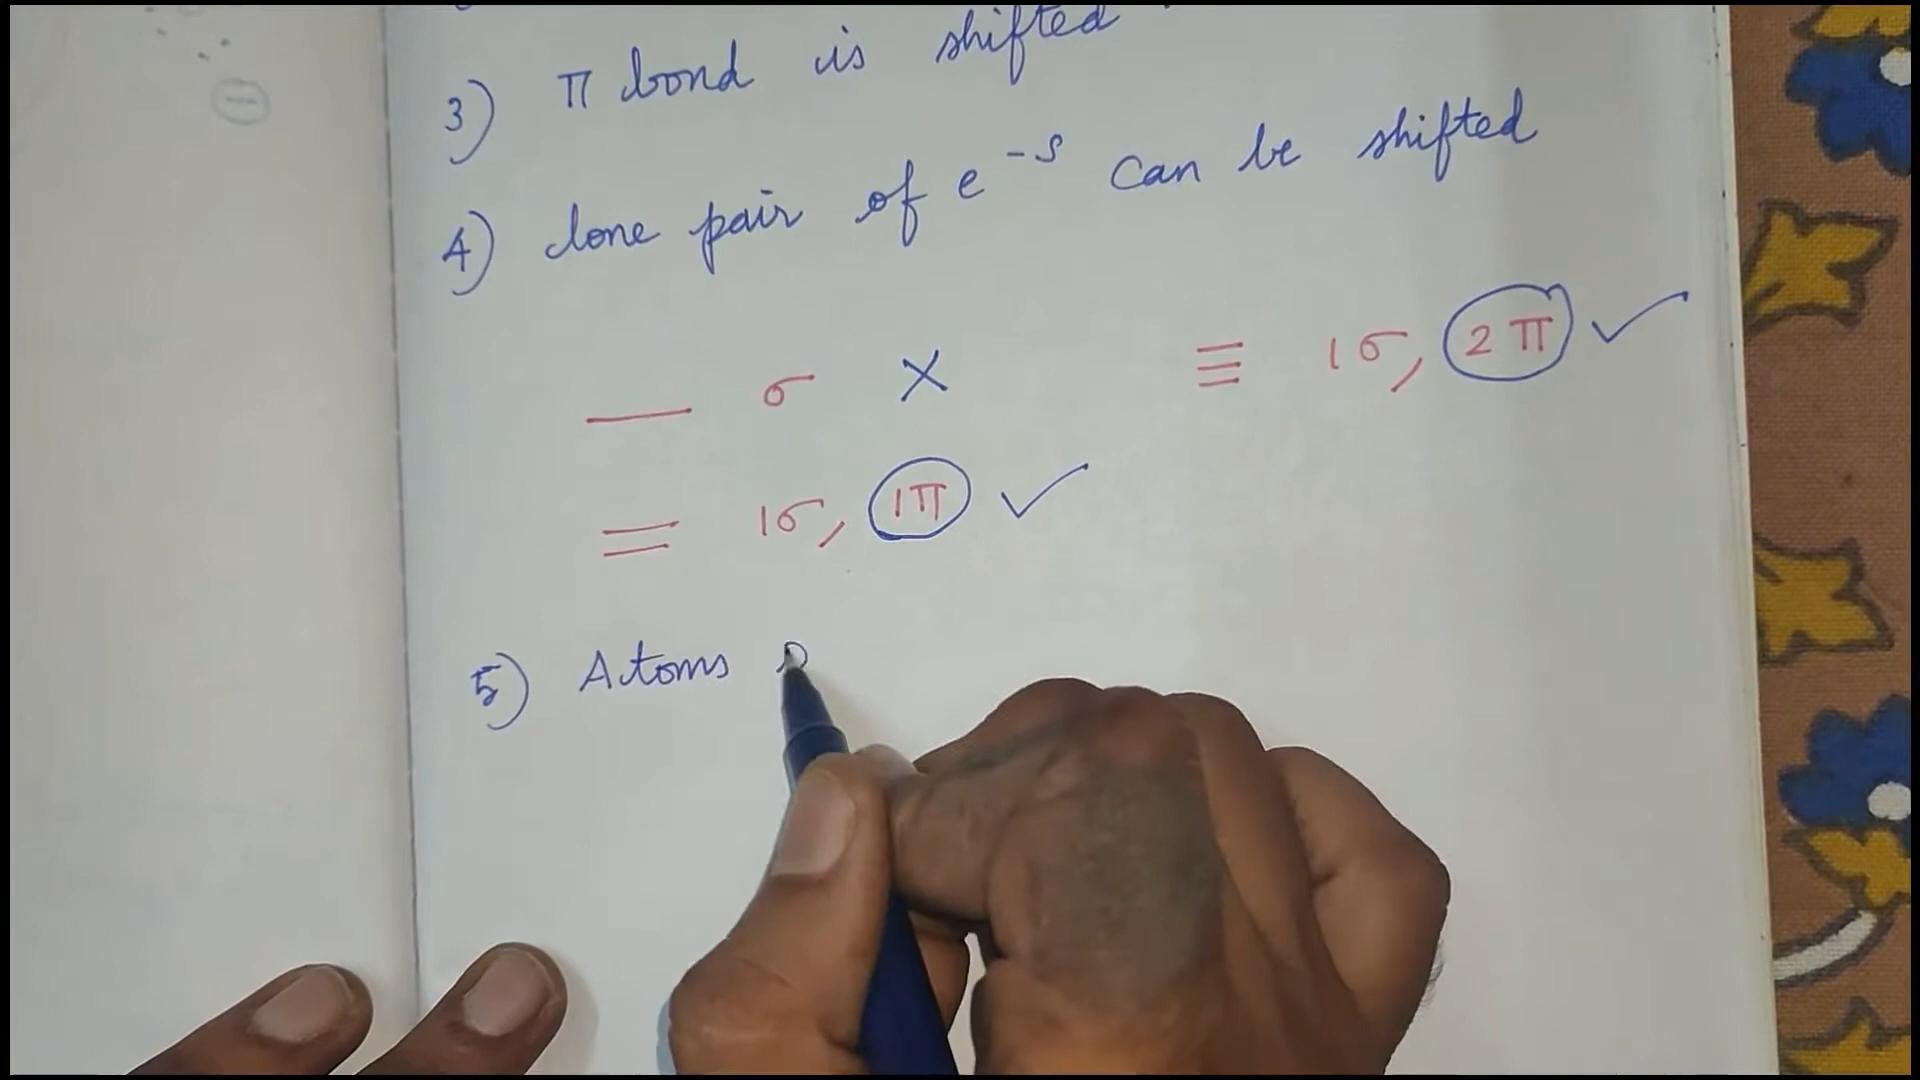 3) π bond is shifted
4) lone pair of e⁻s can be shifted
— σ × ≡ 1σ, 2π ✓
= 1σ, 1π ✓
5) Atoms